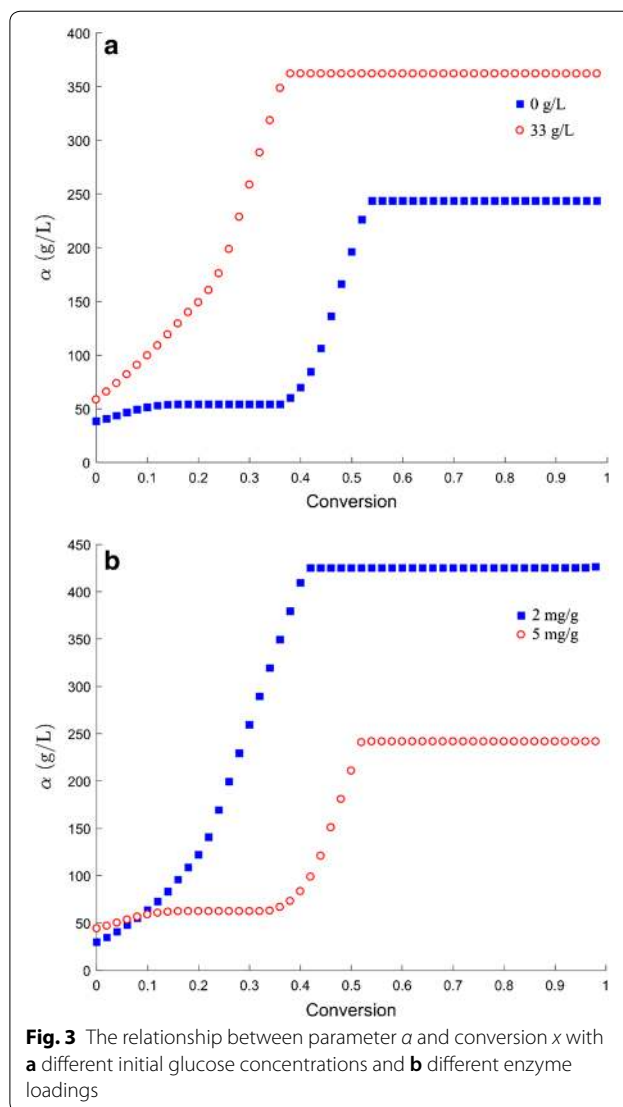 a
400
350
300
250
200
150
100
50
0
α (g/L)
0 g/L
33 g/L
0 0.1 0.2 0.3 0.4 0.5 0.6 0.7 0.8 0.9 1
Conversion
b
450
400
350
300
250
200
150
100
50
0
α (g/L)
2 mg/g
5 mg/g
0 0.1 0.2 0.3 0.4 0.5 0.6 0.7 0.8 0.9 1
Conversion
Fig. 3 The relationship between parameter α and conversion x with
a different initial glucose concentrations and b different enzyme
loadings